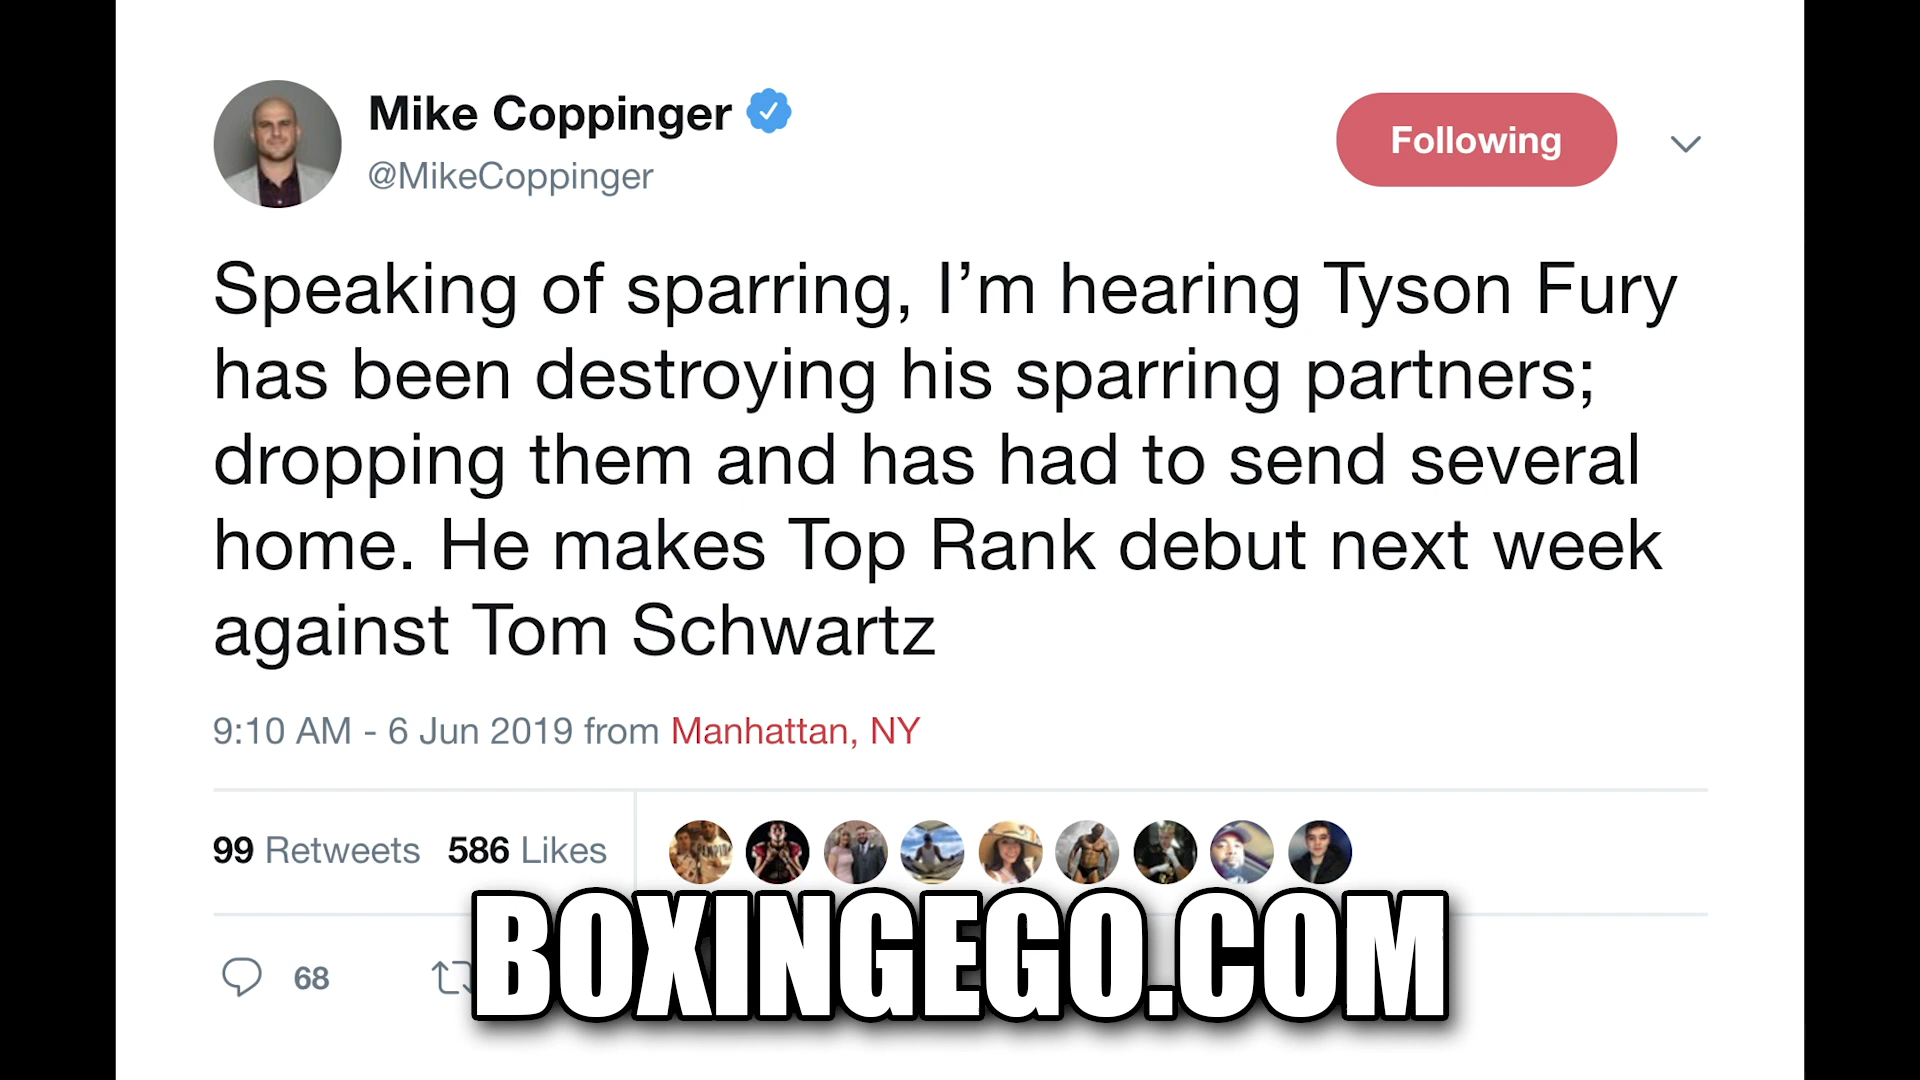 Mike Coppinger
@MikeCoppinger
Following
Speaking of sparring, I’m hearing Tyson Fury
has been destroying his sparring partners;
dropping them and has had to send several
home. He makes Top Rank debut next week
against Tom Schwartz
9:10 AM - 6 Jun 2019 from Manhattan, NY
99 Retweets 586 Likes
68
BOXINGEGO.COM